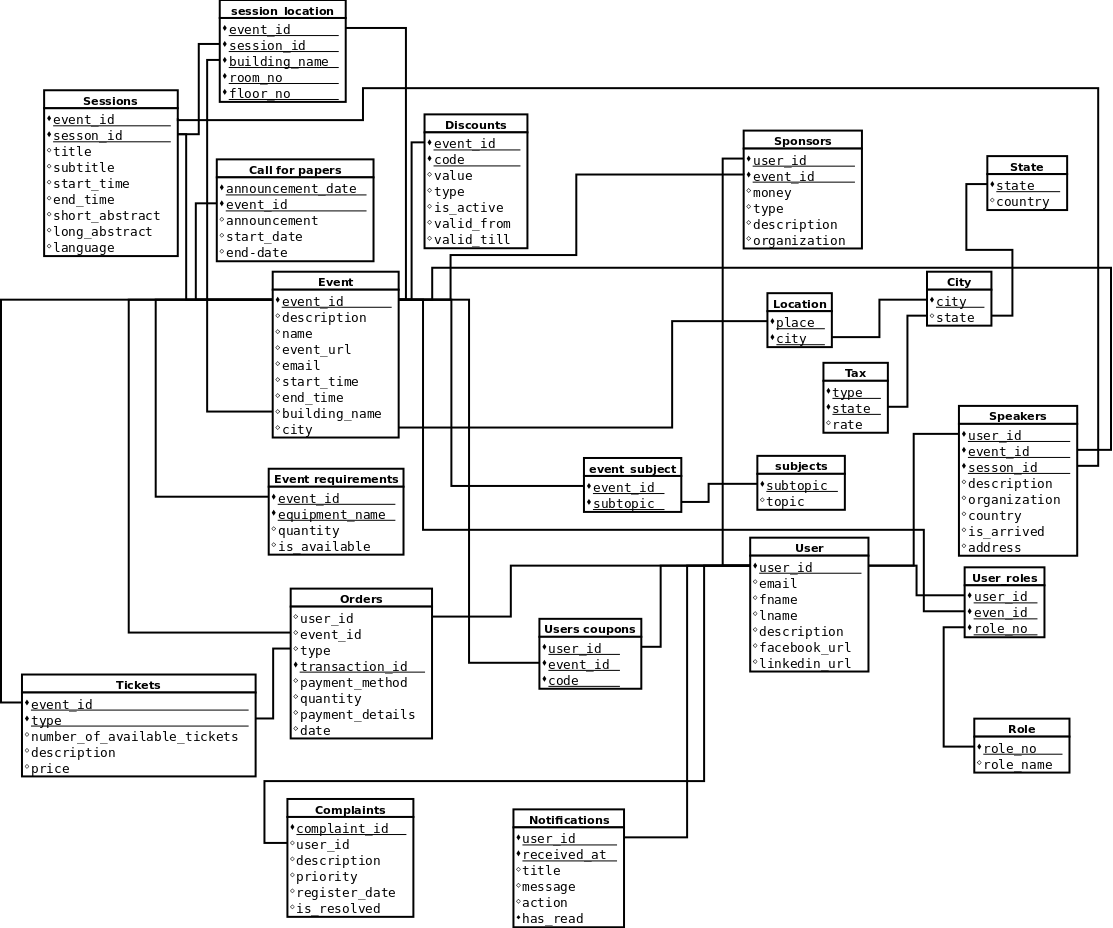 session location
event_id
session_id
building_name
room_no
floor_no
Sessions
event_id
sesson_id
title
subtitle
start_time
end_time
short_abstract
long_abstract
language
Call for papers
announcement_date
event_id
announcement
start_date
end-date
Discounts
event_id
code
value
type
is_active
valid_from
valid_till
Sponsors
user_id
event_id
money
type
description
organization
State
state
country
Event
event_id
description
name
event_url
email
start_time
end_time
building_name
city
City
city
state
Location
place
city
Tax
type
state
rate
Speakers
user_id
event_id
session_id
description
organization
country
is_arrived
address
Event requirements
event_id
equipment_name
quantity
is_available
event subject
event_id
subtopic
subjects
subtopic
topic
User
user_id
email
fname
lname
description
facebook_url
linkedin_url
User roles
user_id
even_id
role_no
Orders
user_id
event_id
type
transaction_id
payment_method
quantity
payment_details
date
Users coupons
user_id
event_id
code
Tickets
event_id
type
number_of_available_tickets
description
price
Role
role_no
role_name
Complaints
complaint_id
user_id
description
priority
register_date
is_resolved
Notifications
user_id
received_at
title
message
action
has_read